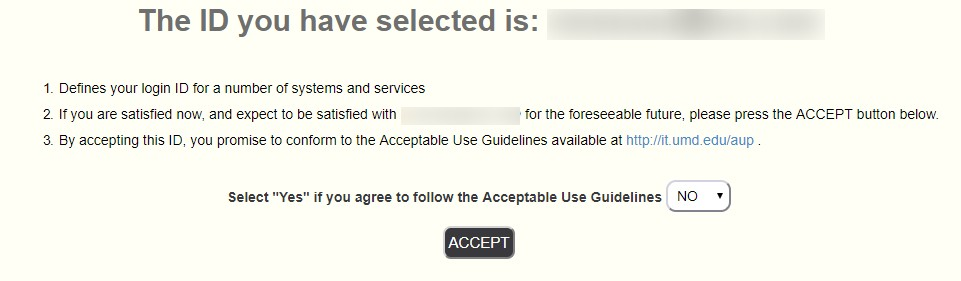 The ID you have selected is:
1. Defines your login ID for a number of systems and services
2. If you are satisfied now, and expect to be satisfied with for the foreseeable future, please press the ACCEPT button below.
3. By accepting this ID, you promise to conform to the Acceptable Use Guidelines available at http://it.umd.edu/aup .
Select "Yes" if you agree to follow the Acceptable Use Guidelines NO
ACCEPT